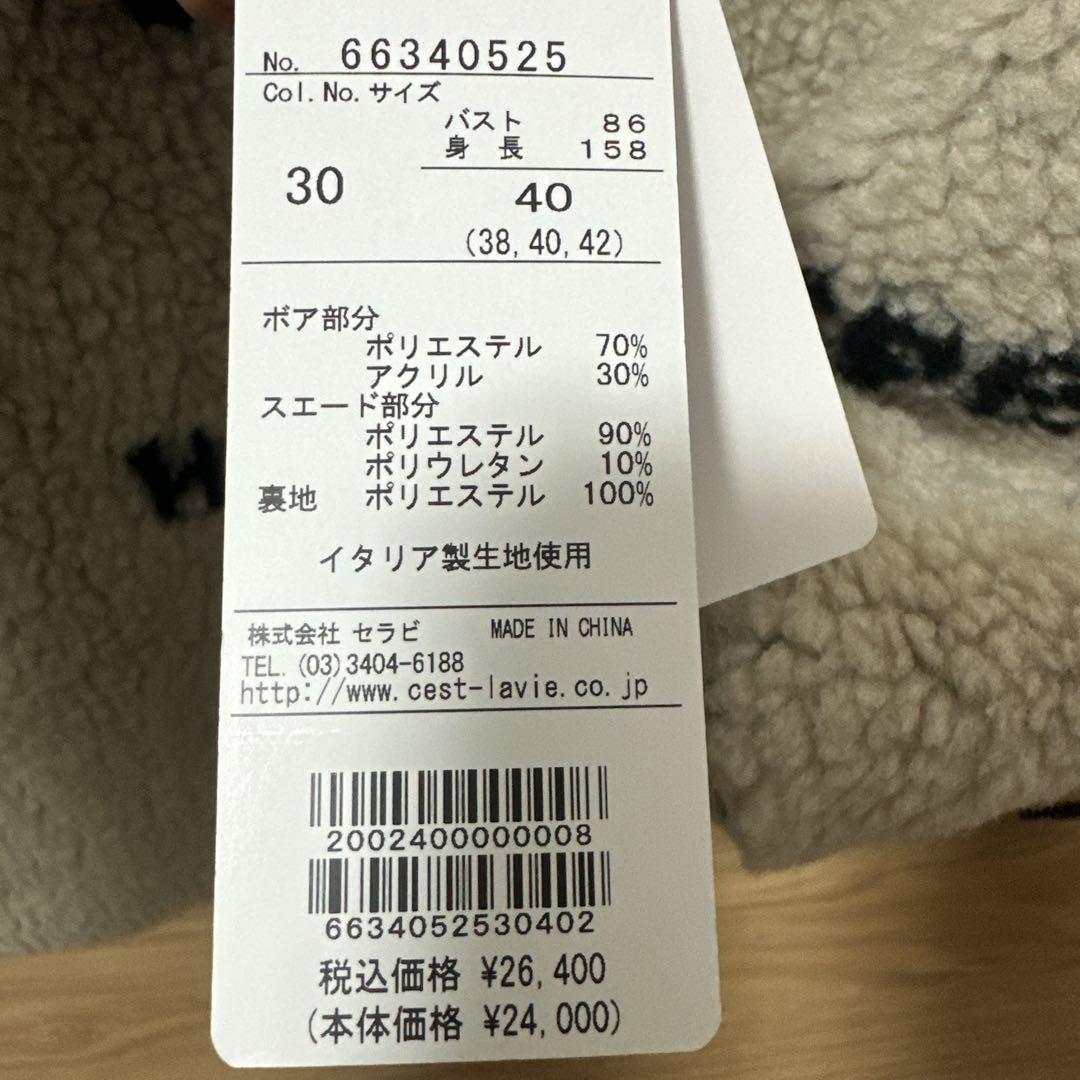 No. 66340525
Col.No.サイズ
バスト 86
身長 158
30
40
(38,40,42)
ボア部分
ポリエステル 70%
アクリル 30%
スエード部分
ポリエステル 90%
ポリウレタン 10%
裏地 ポリエステル 100%
イタリア製生地使用
株式会社 セラビ MADE IN CHINA
TEL.(03)3404-6188
http://www.cest-lavie.co.jp
2002400000008
6634052530402
税込価格 ¥26,400
(本体価格 ¥24,000)